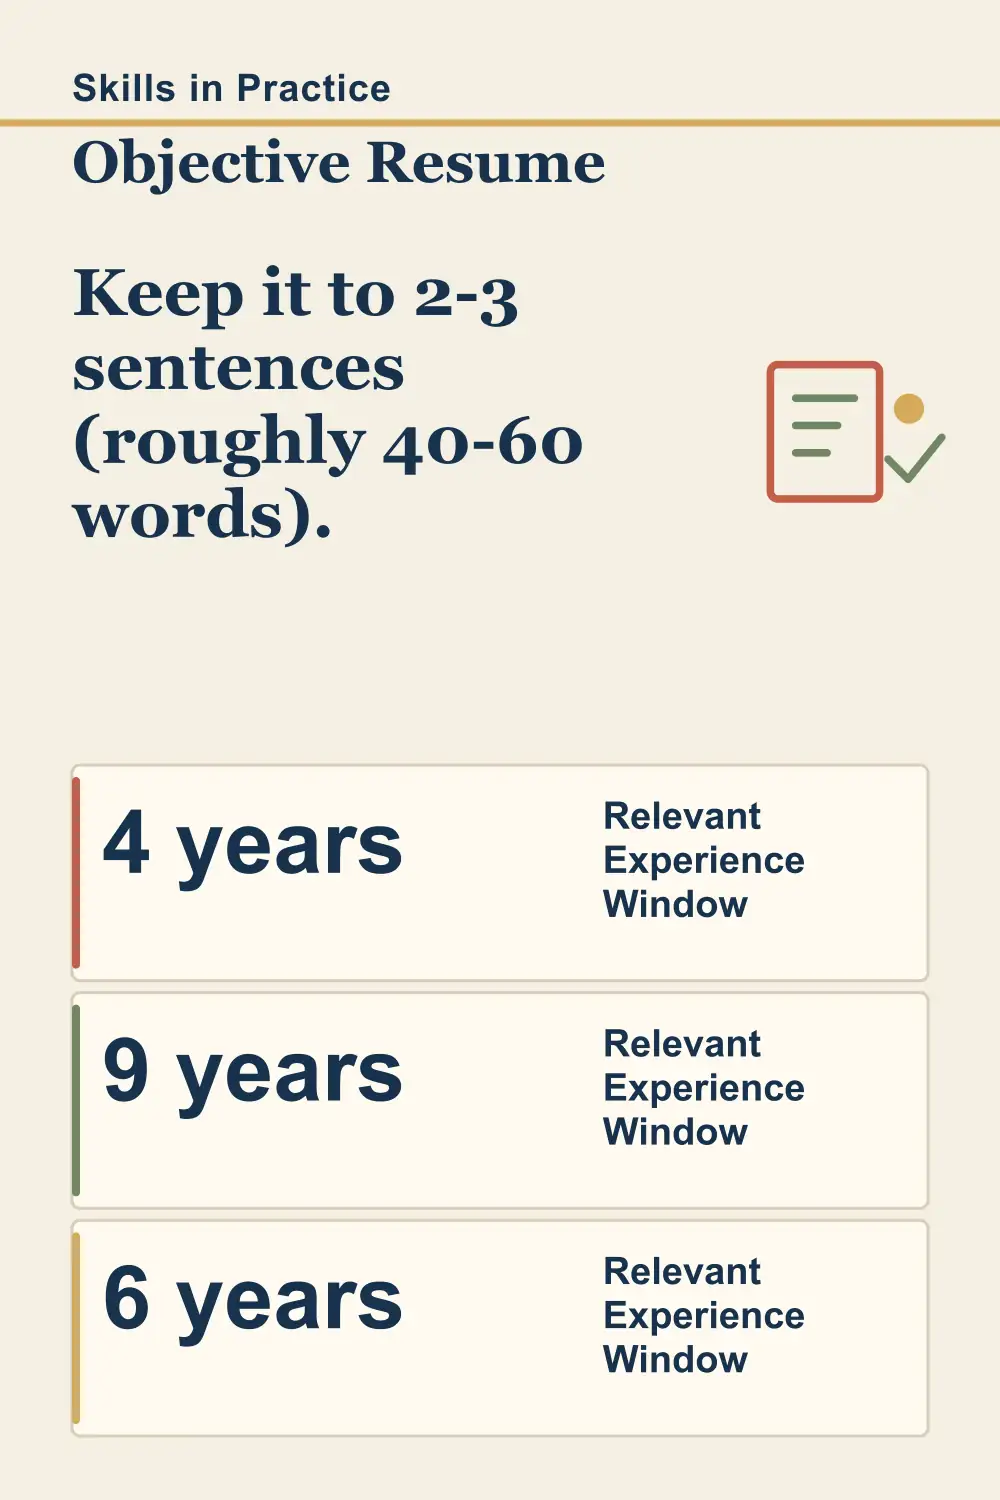 Skills in Practice
Objective Resume
Keep it to 2-3
sentences
(roughly 40-60
words).
4 years
Relevant
Experience
Window
9 years
Relevant
Experience
Window
6 years
Relevant
Experience
Window